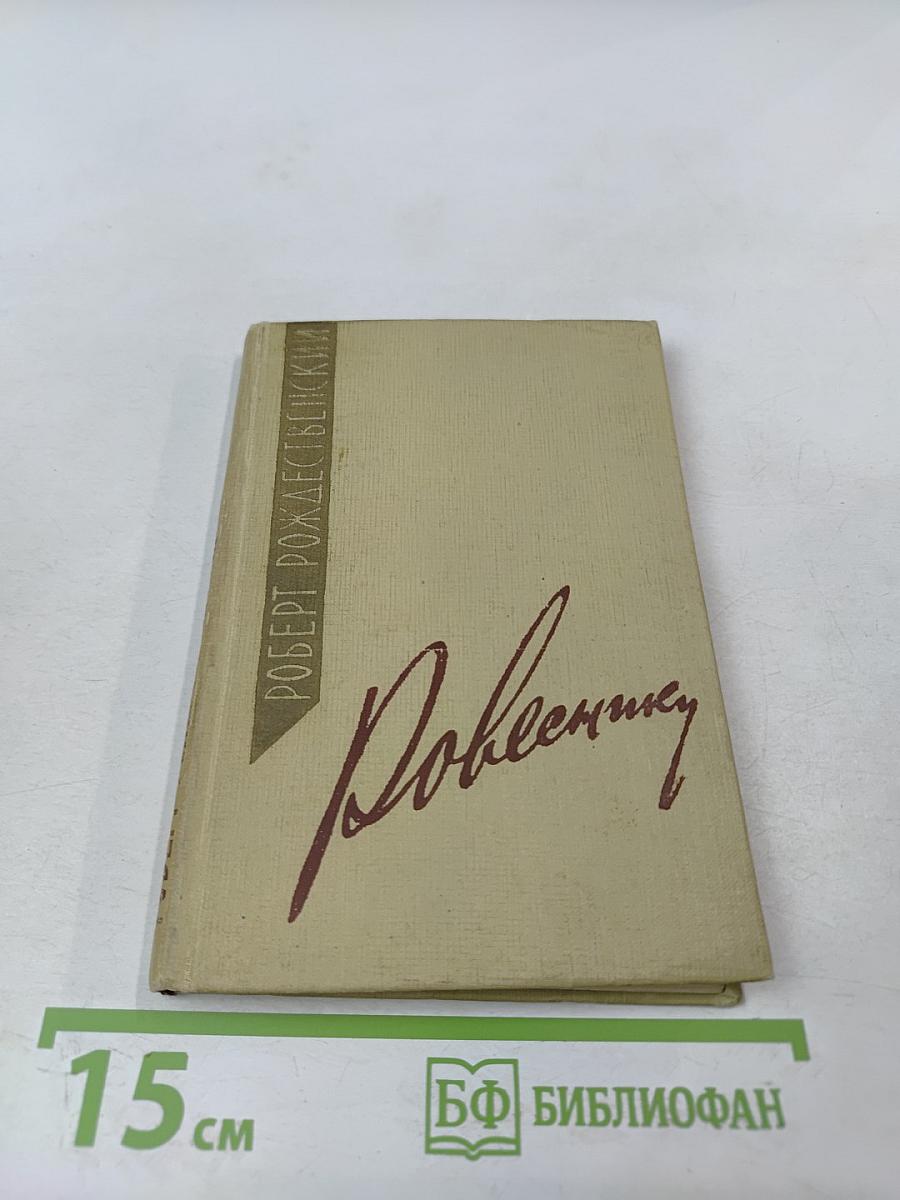 РОБЕРТ РОЖДЕСТВЕНСКИЙ
Ровеснику
15 см
БФ БИБЛИОФАН